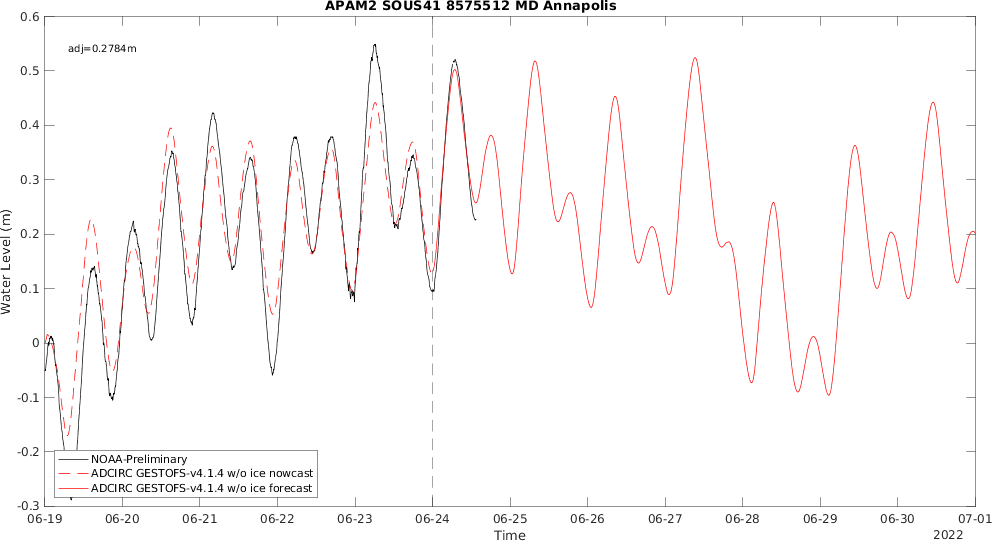 APAM2 SOUS41 8575512 MD Annapolis
0.6
adj=0.2784m
0.5
0.4
0.3
0.2
0.1
0
-0.1
-0.2
-0.3
Water Level (m)
NOAA-Preliminary
ADCIRC GESTOFS-v4.1.4 w/o ice nowcast
ADCIRC GESTOFS-v4.1.4 w/o ice forecast
06-19 06-20 06-21 06-22 06-23 06-24 06-25 06-26 06-27 06-28 06-29 06-30 07-01
Time
2022